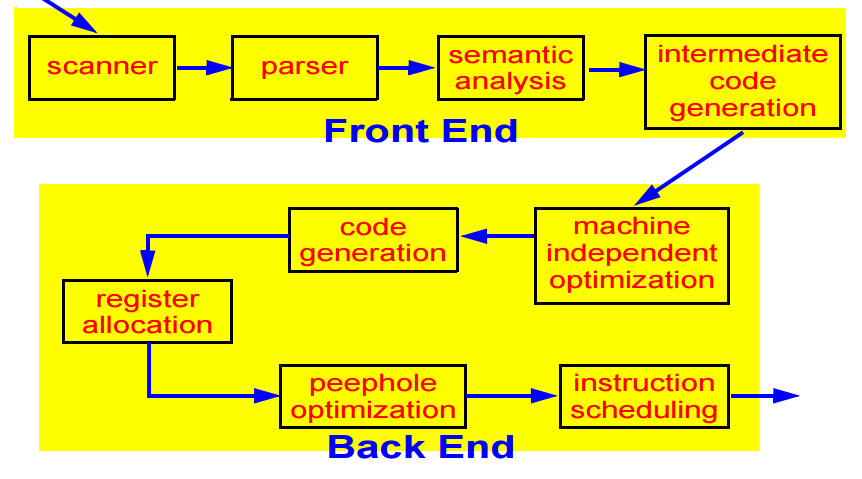 scanner
parser
semantic
analysis
intermediate
code
generation
Front End
machine
independent
optimization
code
generation
register
allocation
peephole
optimization
instruction
scheduling
Back End